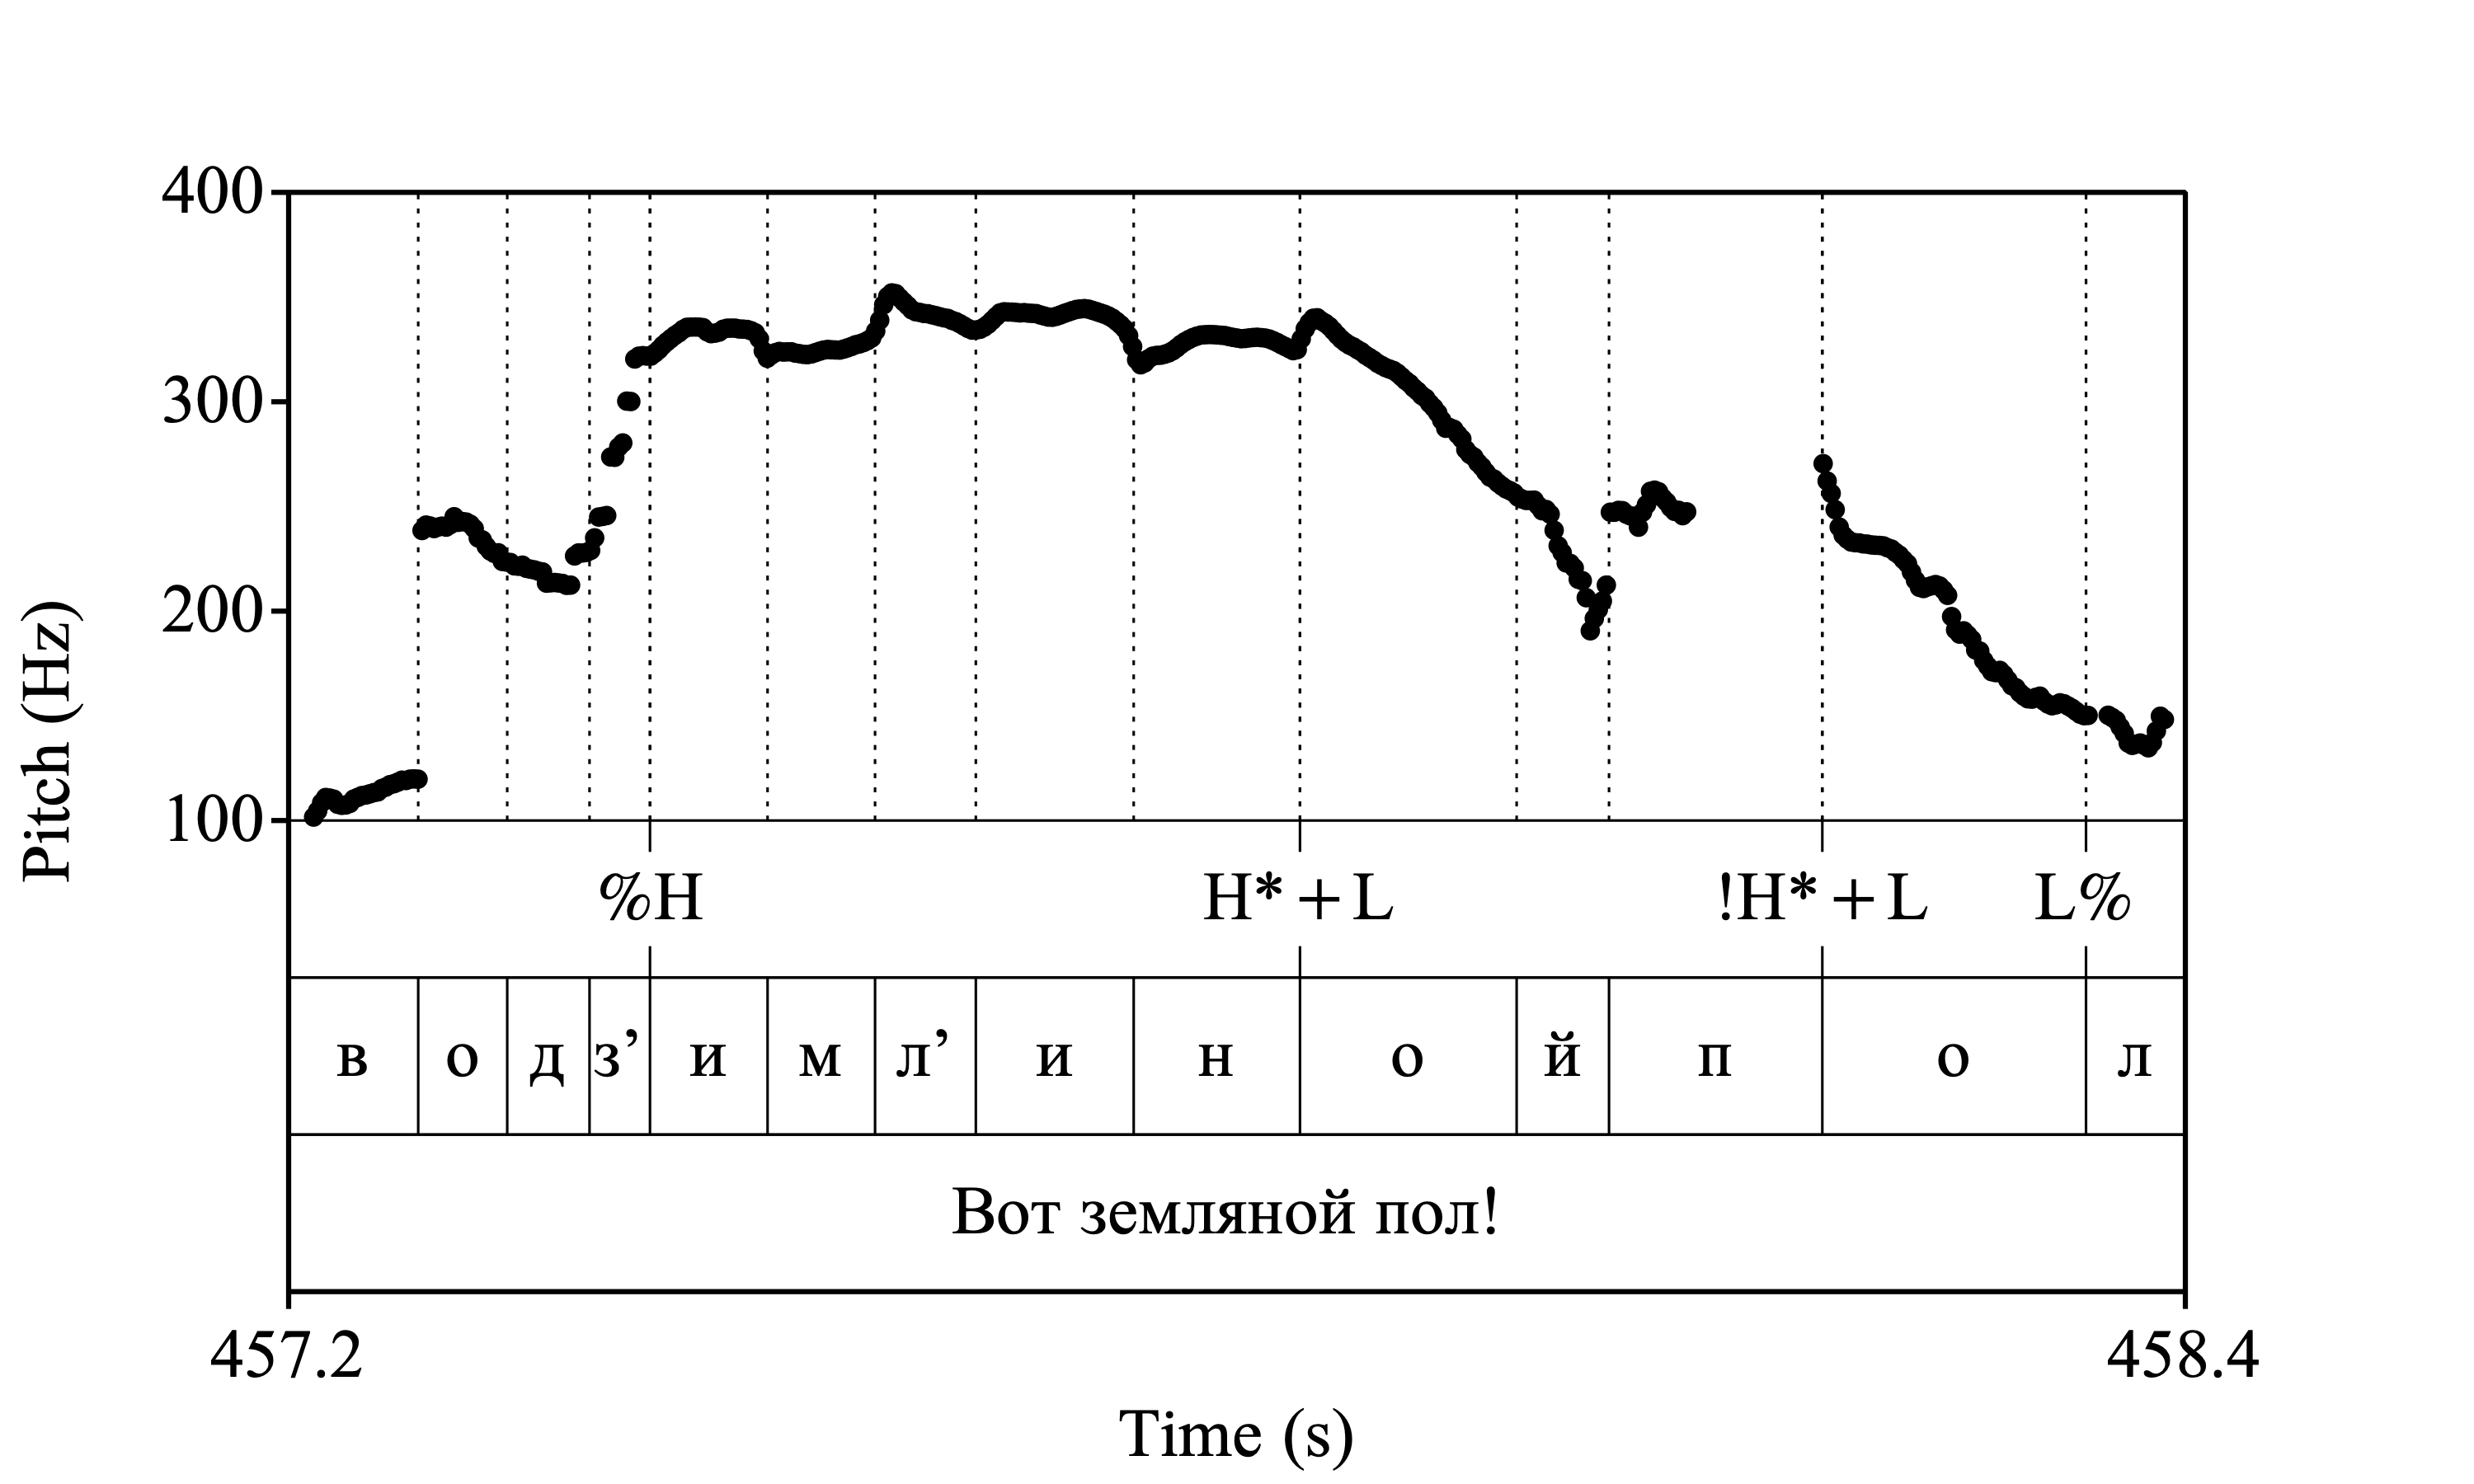 400
300
200
100
Pitch (Hz)
%H H*+L !H*+L L%
в о д з’ и м л’ и н о й п о л
Вот земляной пол!
457.2 458.4
Time (s)